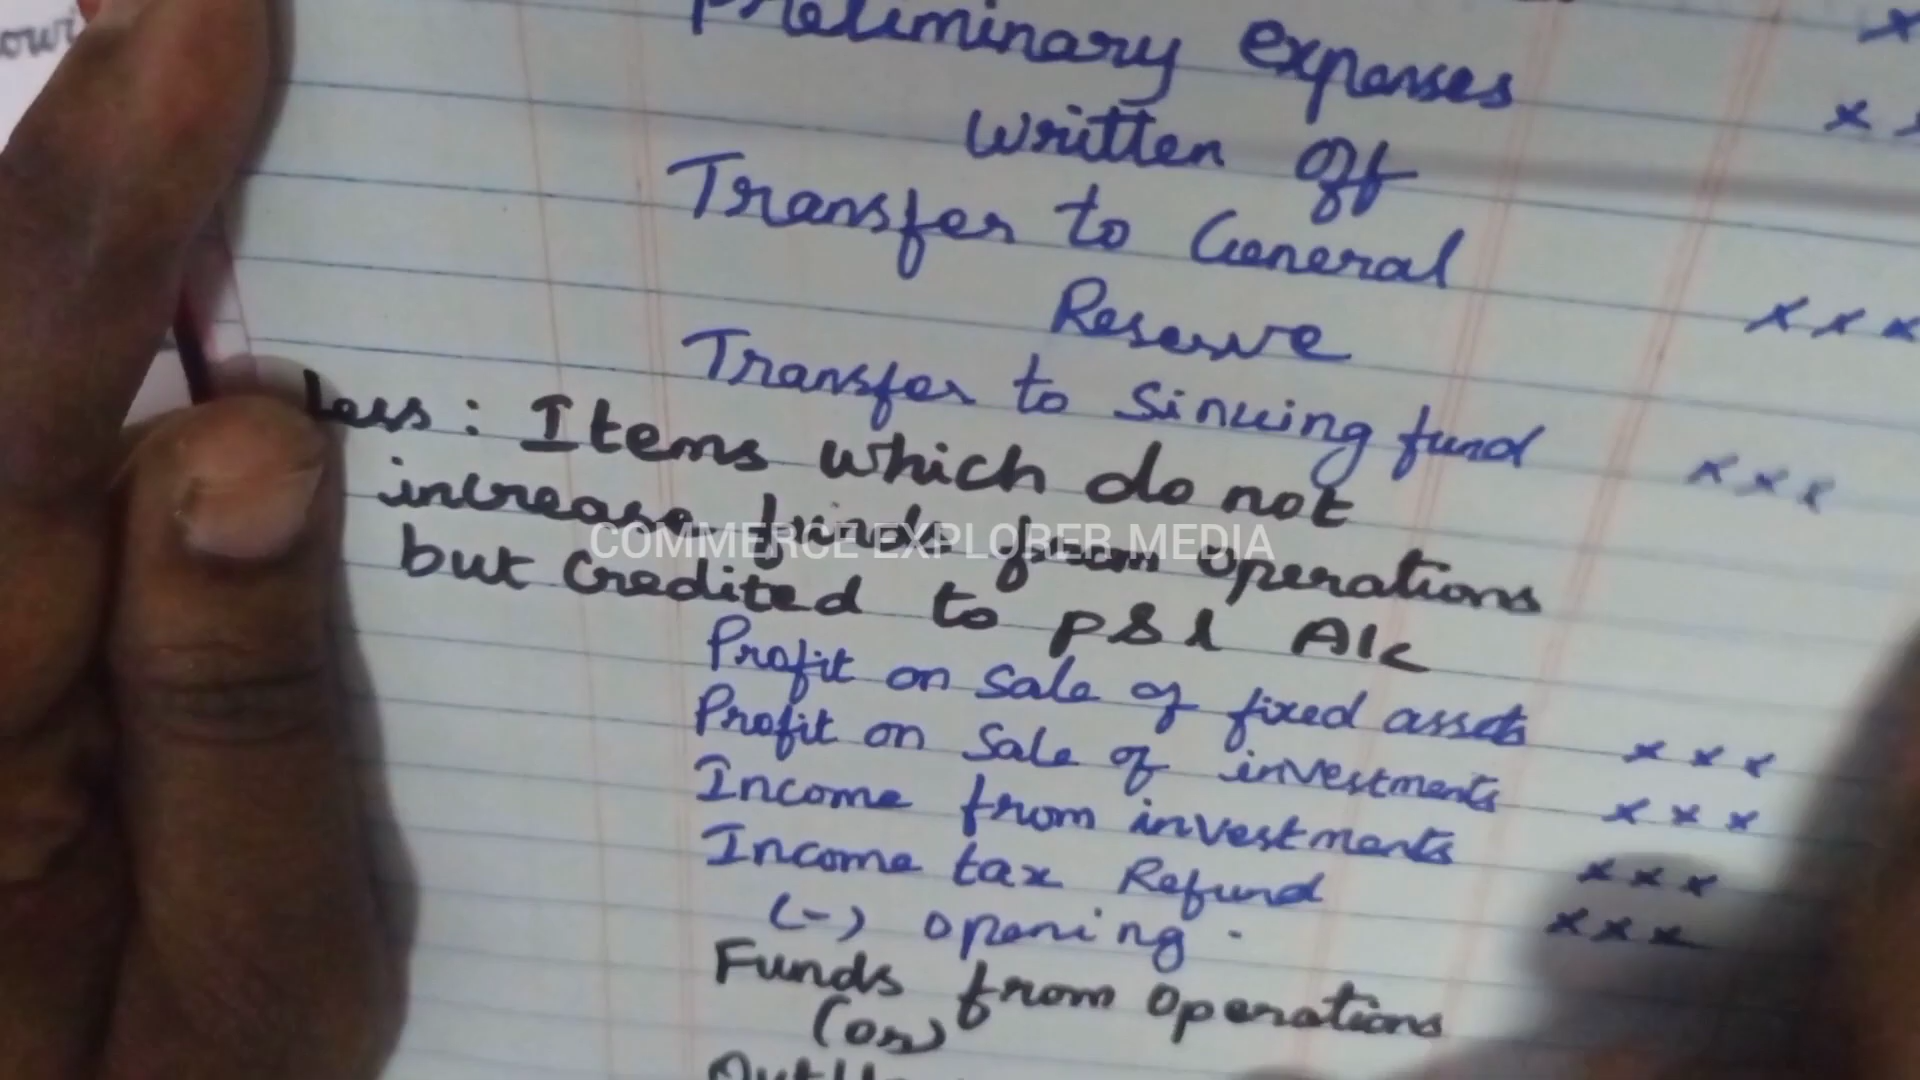 Preliminary Expenses
written off
Transfer to General
Reserve
Transfer to Sinuing fund
Less : Items which do not
increase funds from operations
but Credited to P&L A/c
Profit on Sale of fixed assets
Profit on Sale of investments
Income from investments
Income tax Refund
(-) Opening
Funds from Operations
(or)
x x x
x x x
x x x
x x x
x x x
x x x
COMMERCE EXPLORER MEDIA